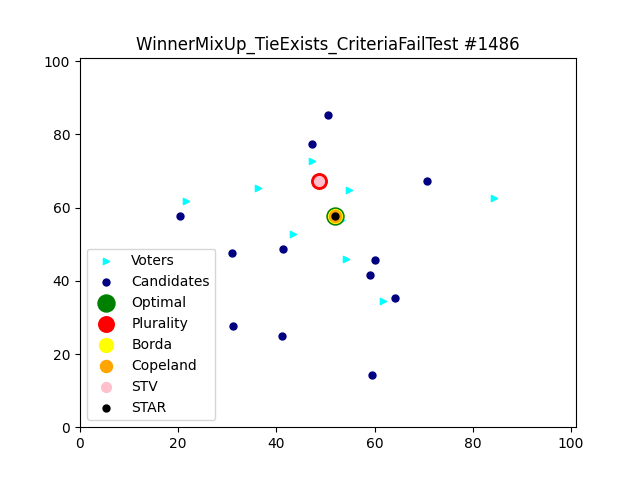 WinnerMixUp_TieExists_CriteriaFailTest #1486
100
80
60
40
20
0
Voters
Candidates
Optimal
Plurality
Borda
Copeland
STV
STAR
0 20 40 60 80 100